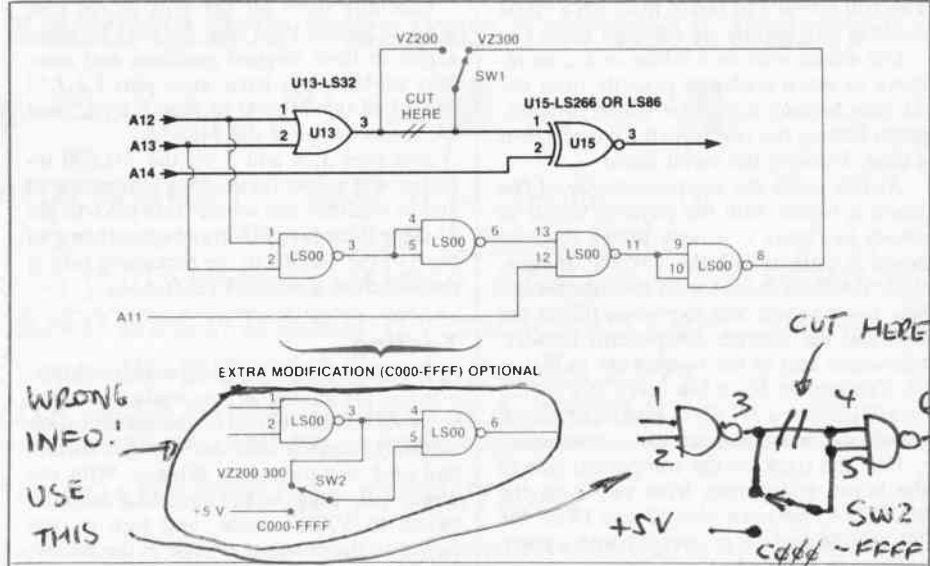 VZ200
VZ300
SW1
U13-LS32
CUT HERE
U15-LS266 OR LS86
A12
1
U13
3
A13
2
A14
1
U15
3
2
1
LS00
3
2
4
LS00
6
5
13
LS00
11
12
9
LS00
8
10
A11
CUT HERE
EXTRA MODIFICATION (C000-FFFF) OPTIONAL
WRONG
INFO:
USE
THIS
1
LS00
3
2
4
LS00
6
5
VZ200 300
SW2
+5 V
C000-FFFF
1
2
3
4
5
6
SW2
+5V
CØØØ-FFFF